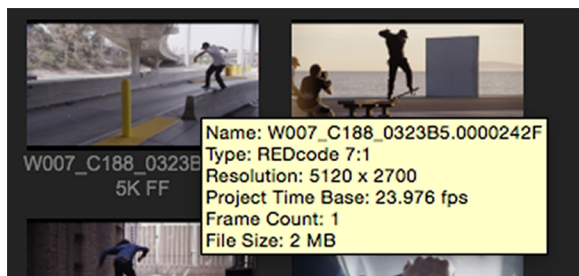 W007_C188_0323B
5K FF
Name: W007_C188_0323B5.0000242F
Type: REDcode 7:1
Resolution: 5120 x 2700
Project Time Base: 23.976 fps
Frame Count: 1
File Size: 2 MB